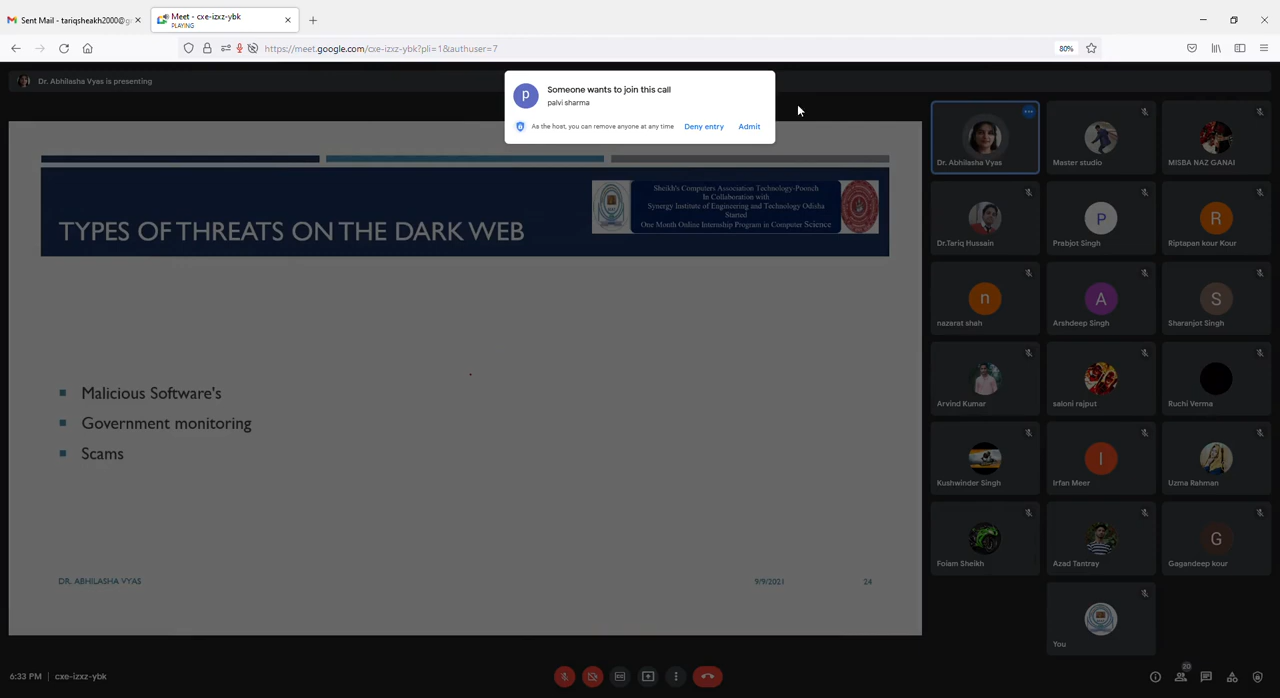 Sent Mail - tariqsheakh2000@g
Meet - cxe-izxz-ybk
PLAYING
https://meet.google.com/cxe-izxz-ybk?pli=1&authuser=7
80%
Dr. Abhilasha Vyas is presenting
P
Someone wants to join this call
palvi sharma
As the host, you can remove anyone at any time
Deny entry
Admit
TYPES OF THREATS ON THE DARK WEB
Sheikh's Computers Association Technology-Poonch
In Collaboration with
Synergy Institute of Engineering and Technology Odisha
Started
One Month Online Internship Program in Computer Science
Malicious Software's
Government monitoring
Scams
DR. ABHILASHA VYAS
9/9/2021
24
Dr. Abhilasha Vyas
Master studio
MISBA NAZ GANAI
Dr.Tariq Hussain
P
Prabjot Singh
R
Riptapan kour Kour
n
nazarat shah
A
Arshdeep Singh
S
Sharanjot Singh
Arvind Kumar
saloni rajput
Ruchi Verma
Kushwinder Singh
I
Irfan Meer
Uzma Rahman
Foiam Sheikh
Azad Tantray
G
Gagandeep kour
You
6:33 PM | cxe-izxz-ybk
20